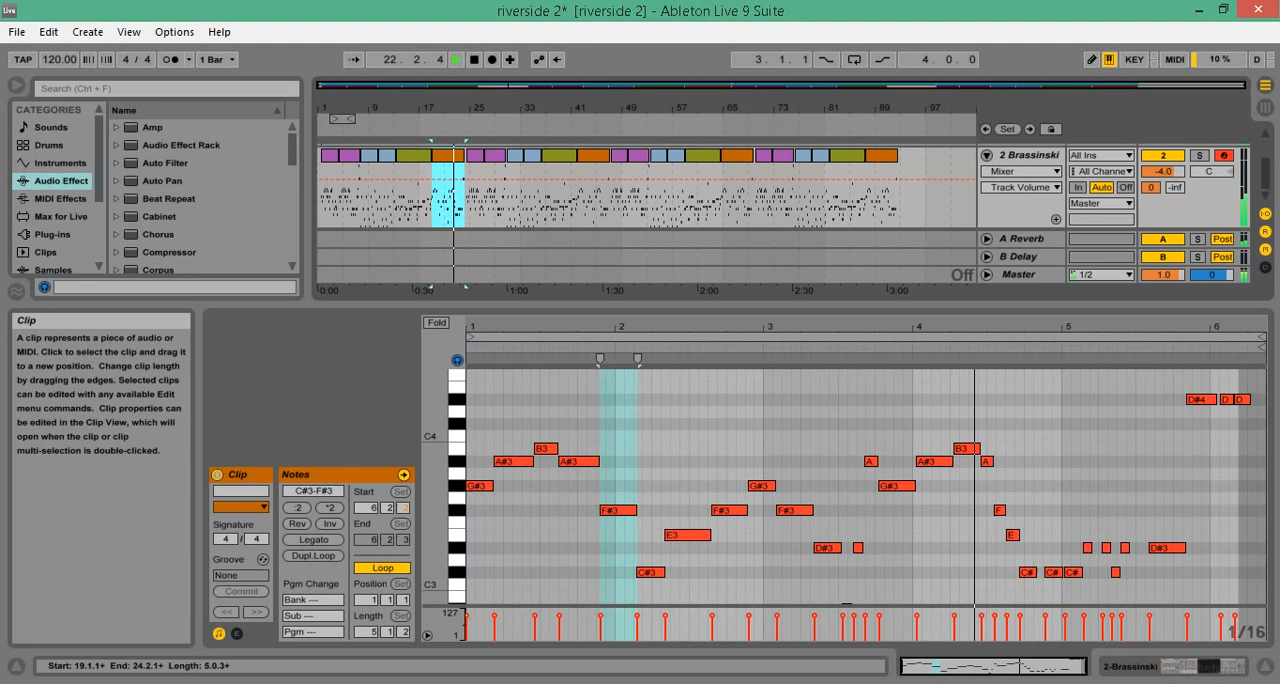 Live riverside 2* [riverside 2] - Ableton Live 9 Suite
File Edit Create View Options Help
TAP 120.00 4 / 4 1 Bar 22. 2. 4 3. 1. 1 4. 0. 0 KEY MIDI 10 % D
Search (Ctrl + F)
CATEGORIES Name
Sounds Amp
Drums Audio Effect Rack
Instruments Auto Filter
Audio Effect Auto Pan
MIDI Effects Beat Repeat
Max for Live Cabinet
Plug-ins Chorus
Clips Compressor
Samples Corpus
1 9 17 25 33 41 49 57 65 73 81 89 97
Set
2 Brassinski All Ins 2 S
Mixer All Channe -4.0 C
Track Volume In Auto Off 0 -inf
Master
A Reverb A S Post
B Delay B S Post
Off Master 1/2 1.0 0
0:00 0:30 1:00 1:30 2:00 2:30 3:00
Clip
A clip represents a piece of audio or
MIDI. Click to select the clip and drag it
to a new position. Change clip length
by dragging the edges. Selected clips
can be edited with any available Edit
menu commands. Clip properties can
be edited in the Clip View, which will
open when the clip or clip
multi-selection is double-clicked.
Clip
Signature
4 / 4
Groove
None
Commit
<< >>
E
Notes
C#3-F#3
:2 *2
Rev Inv
Legato
Dupl.Loop
Pgm Change
Bank ---
Sub ---
Pgm ---
Start Set
6 2
End Set
6 2 3
Loop
Position Set
1 1 1
Length Set
5 1 2
Fold 1 2 3 4 5 6
D#4 D D
C4
B3 B3
A#3 A#3 A A#3 A
G#3 G#3 G#3
F#3 F#3 F#3 F
E3 E
D#3 D#3
C#3 C# C# C#
C3
127
1 1/16
Start: 19.1.1+ End: 24.2.1+ Length: 5.0.3+ 2-Brassinski